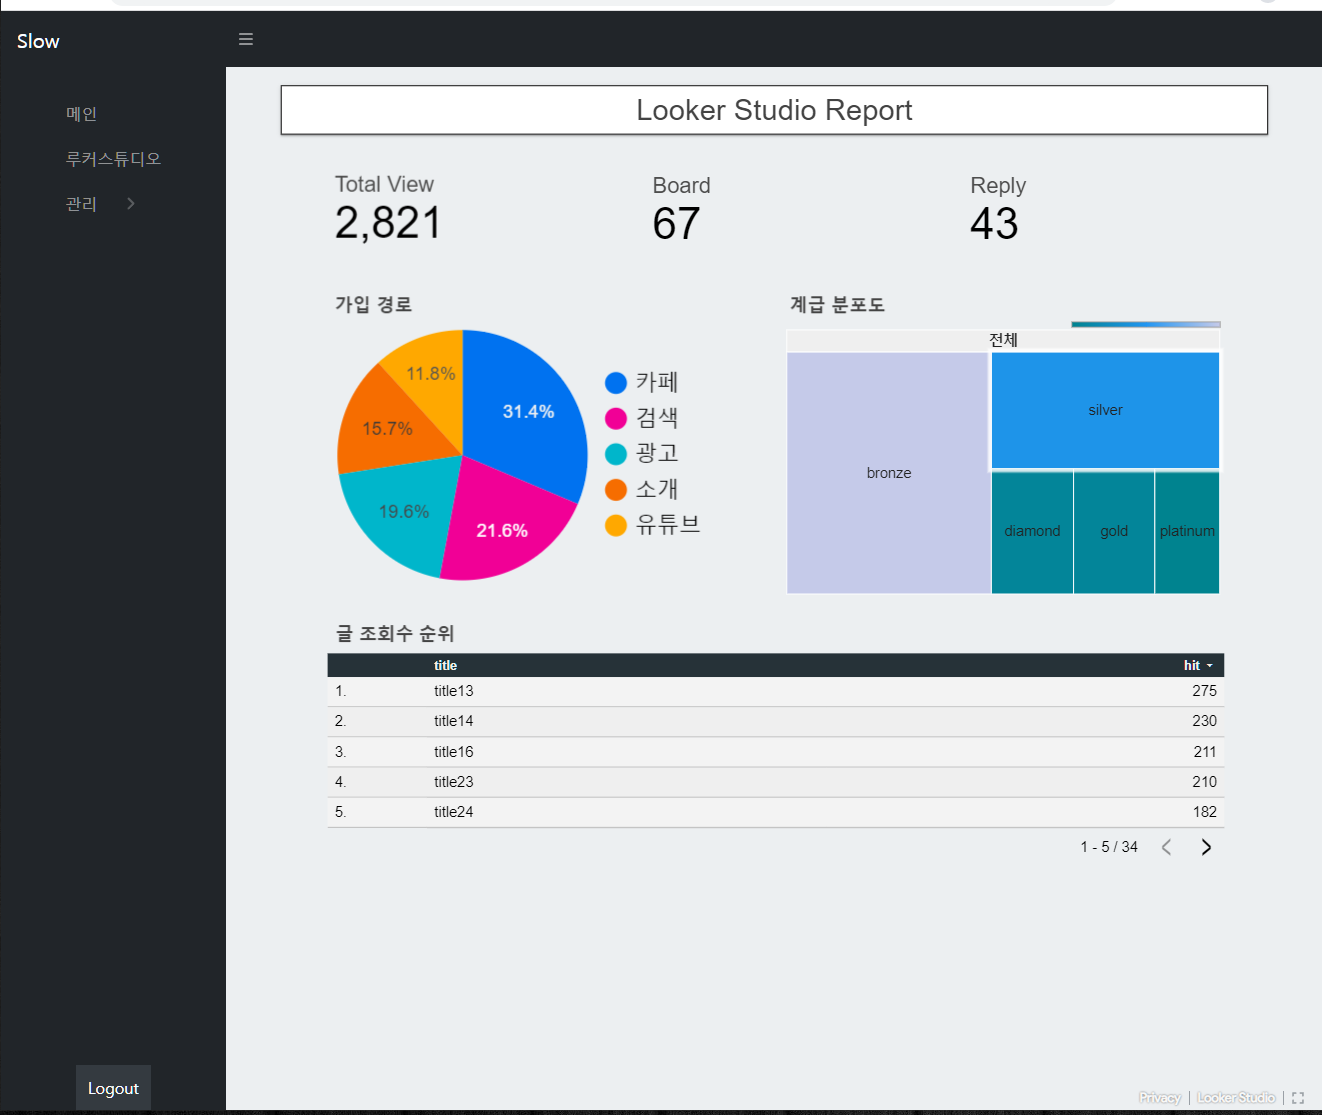 Slow
메인
루커스튜디오
관리
Looker Studio Report
Total View
2,821
Board
67
Reply
43
가입 경로
31.4%
21.6%
19.6%
15.7%
11.8%
카페
검색
광고
소개
유튜브
계급 분포도
전체
bronze
silver
diamond
gold
platinum
글 조회수 순위
title hit
1. title13 275
2. title14 230
3. title16 211
4. title23 210
5. title24 182
1 - 5 / 34
Logout
Privacy
Looker Studio